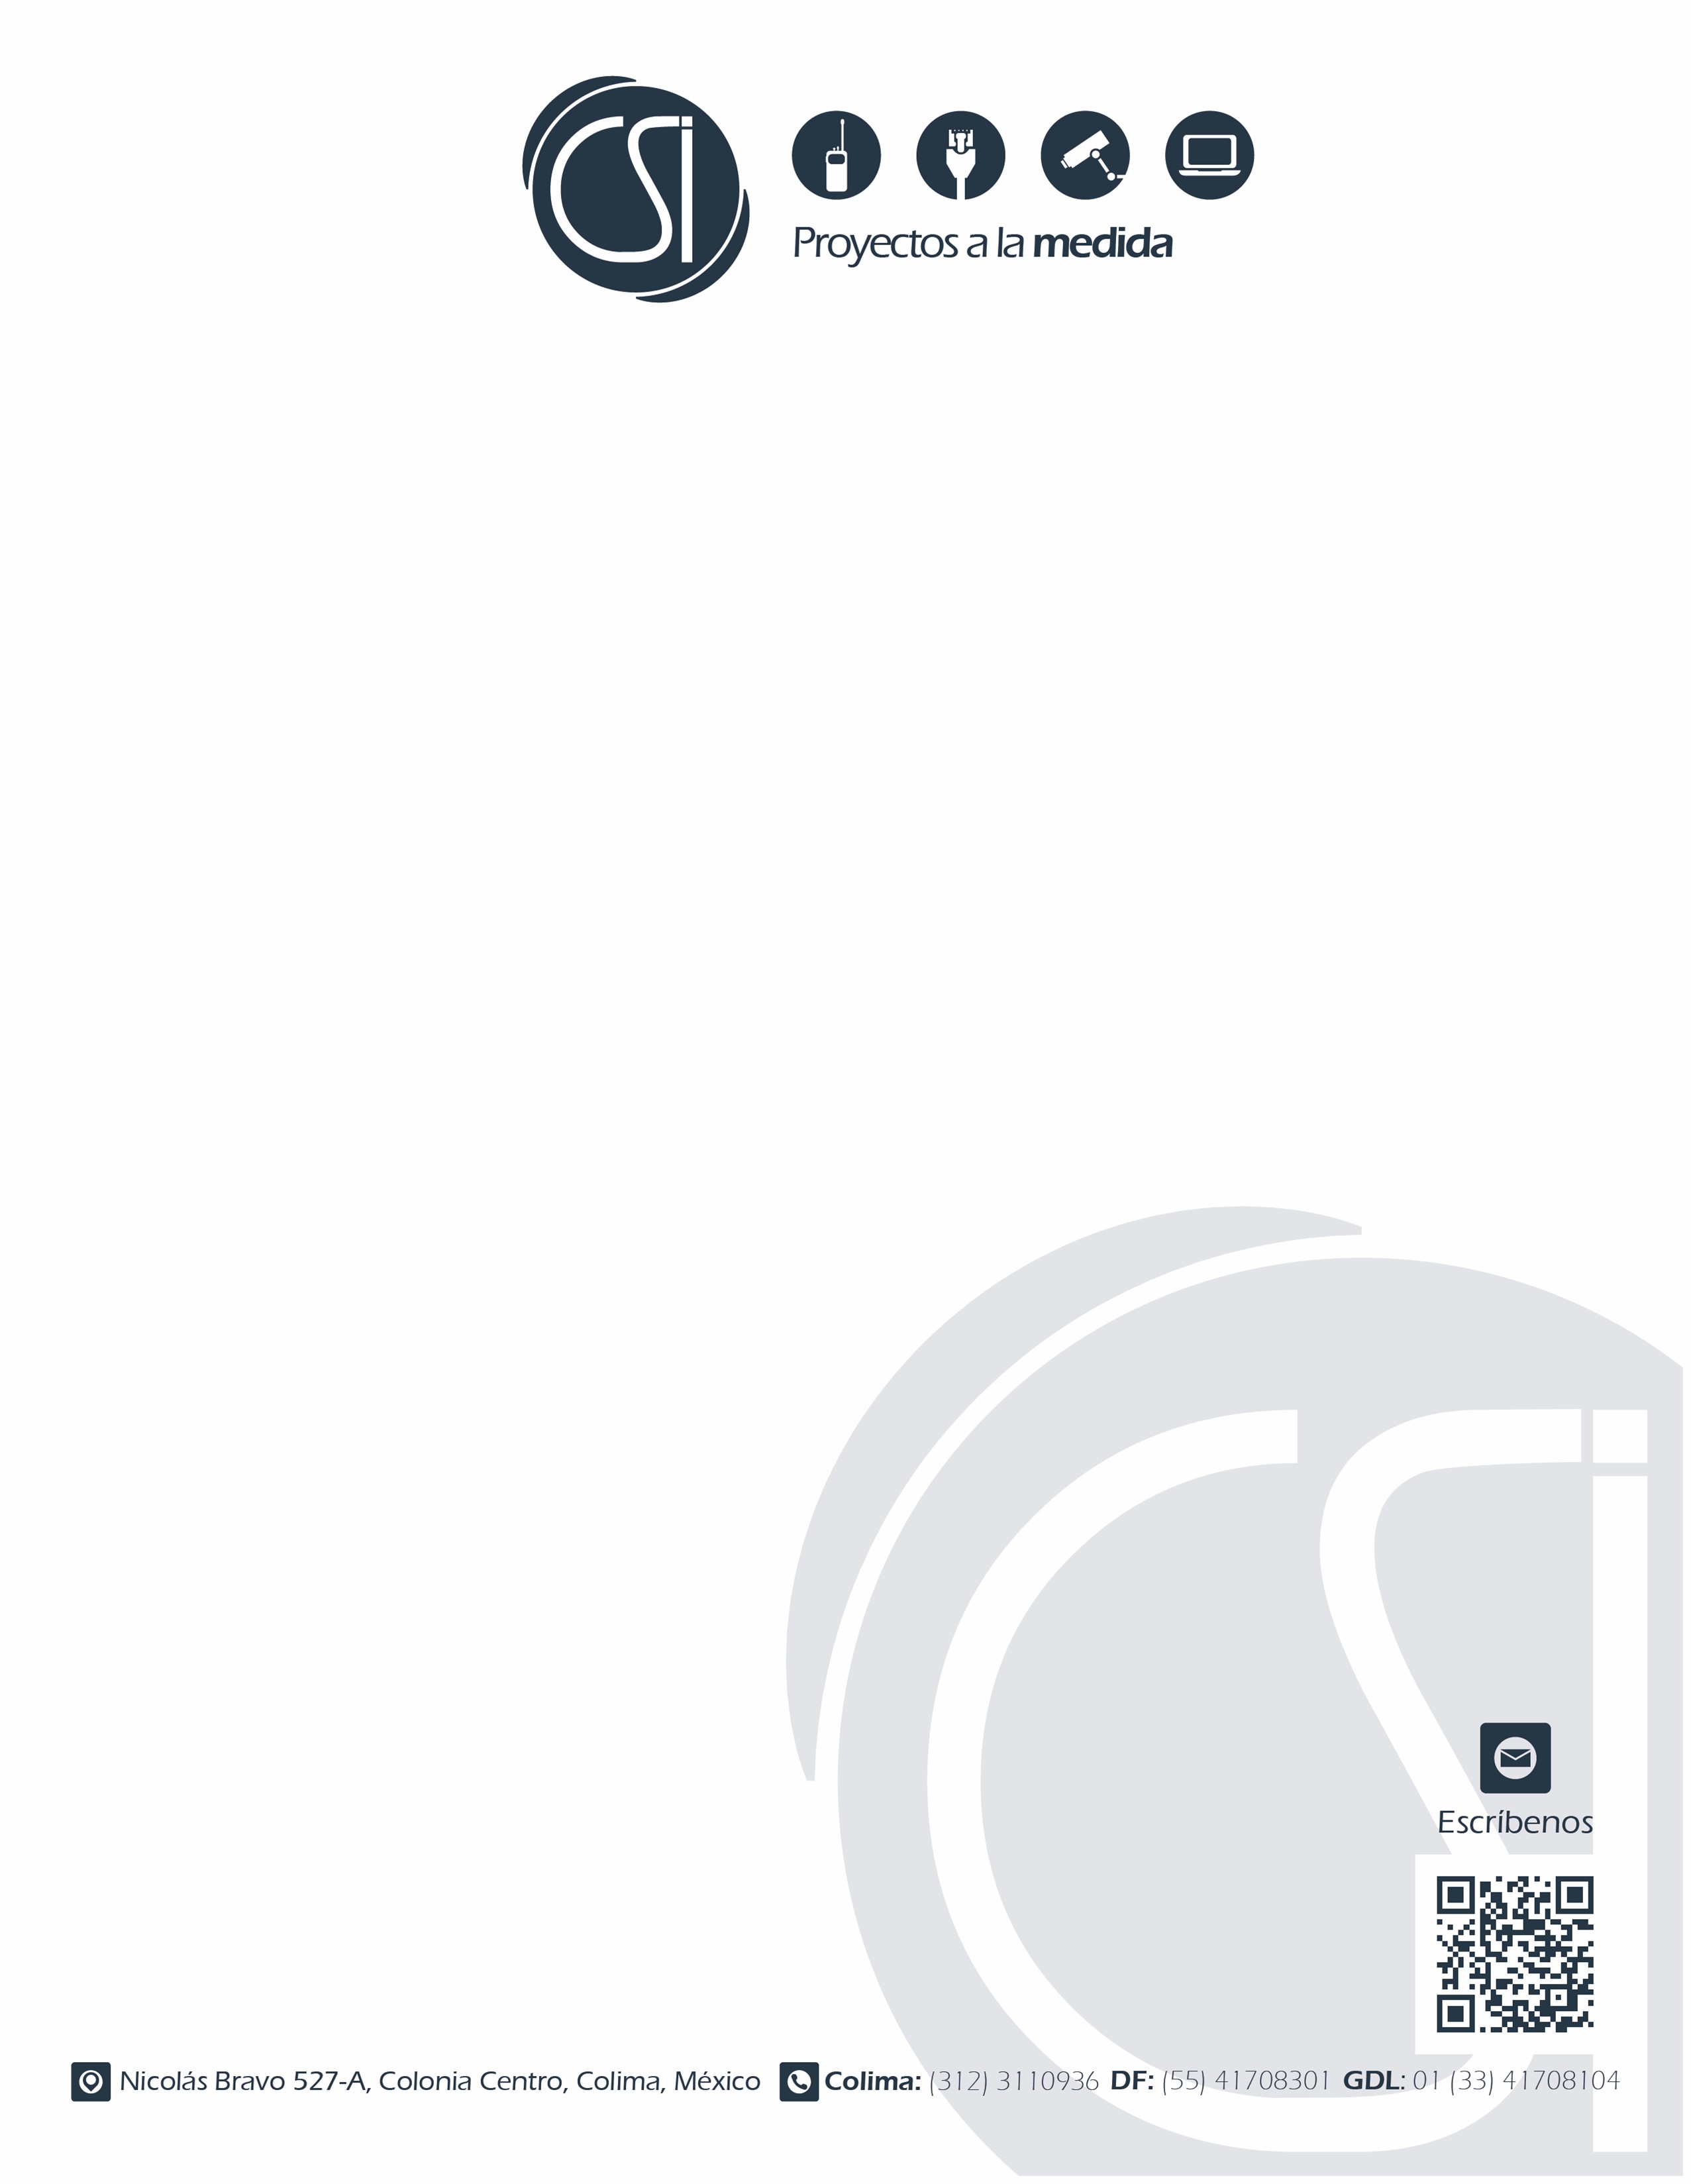 CSI
Proyectos a la medida
CSI
Escríbenos
Nicolás Bravo 527-A, Colonia Centro, Colima, México Colima: (312) 3110936 DF: (55) 41708301 GDL: 01 (33) 41708104